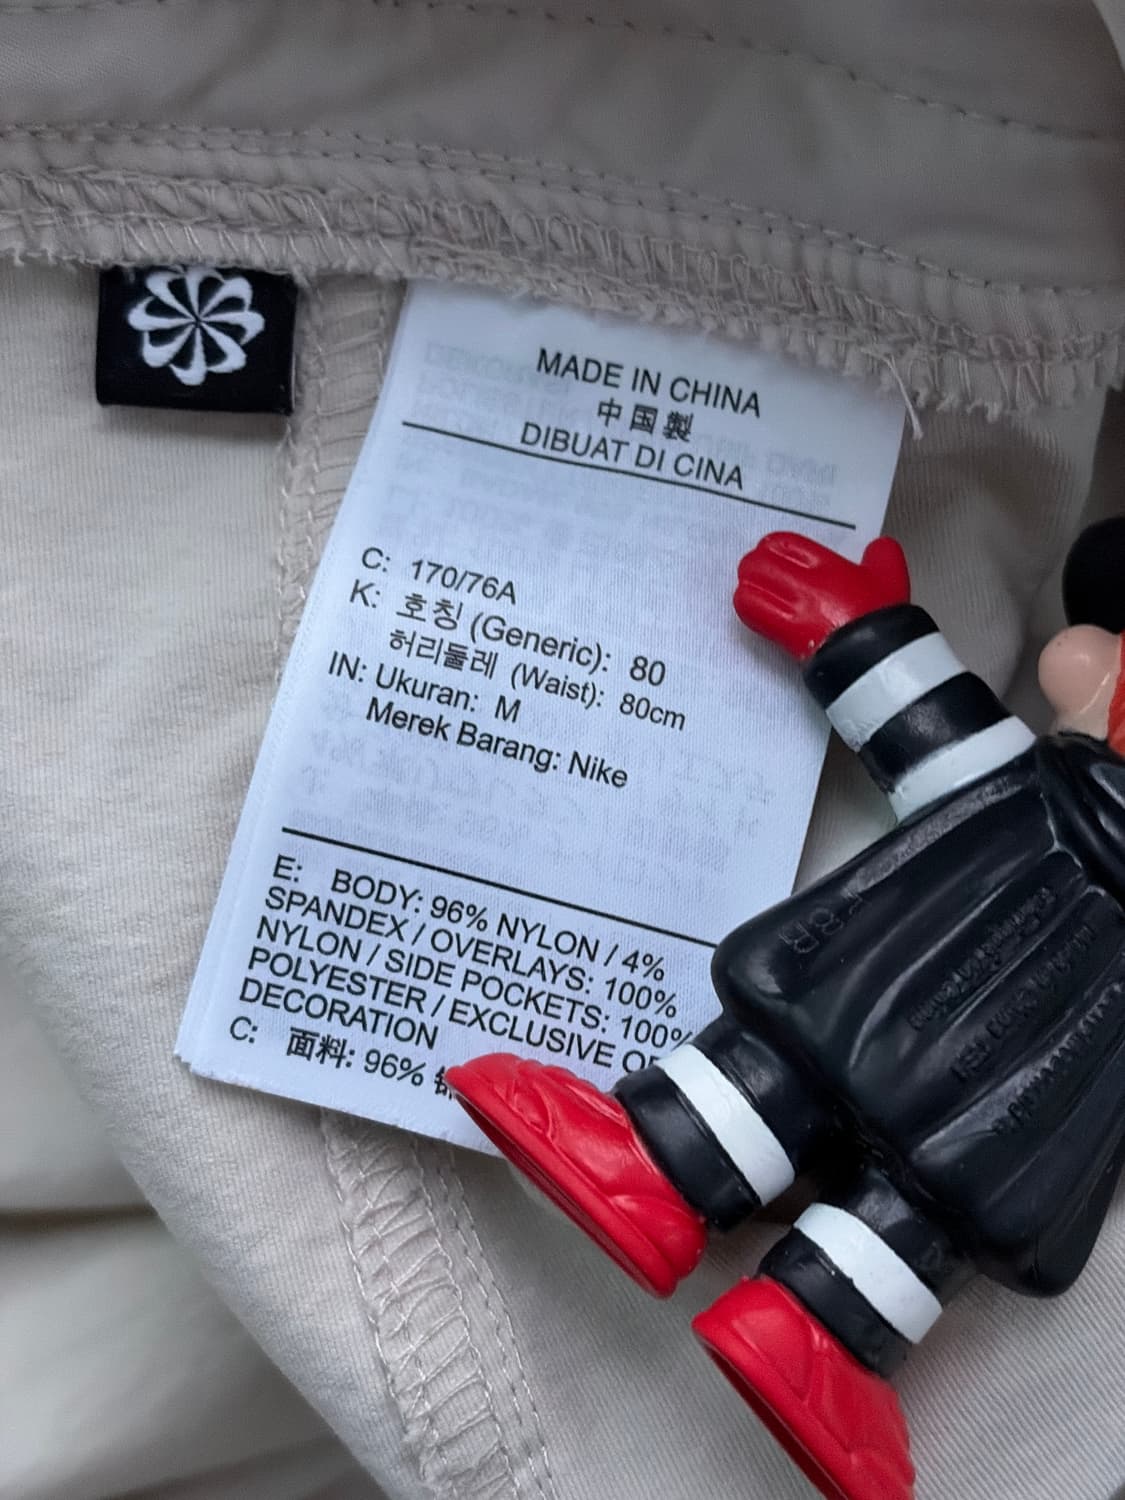 MADE IN CHINA
中国製
DIBUAT DI CINA
C: 170/76A
K: 호칭 (Generic): 80
허리둘레 (Waist): 80cm
IN: Ukuran: M
Merek Barang: Nike
E: BODY: 96% NYLON / 4%
SPANDEX / OVERLAYS: 100%
NYLON / SIDE POCKETS: 100%
POLYESTER / EXCLUSIVE OF
DECORATION
C: 面料: 96%